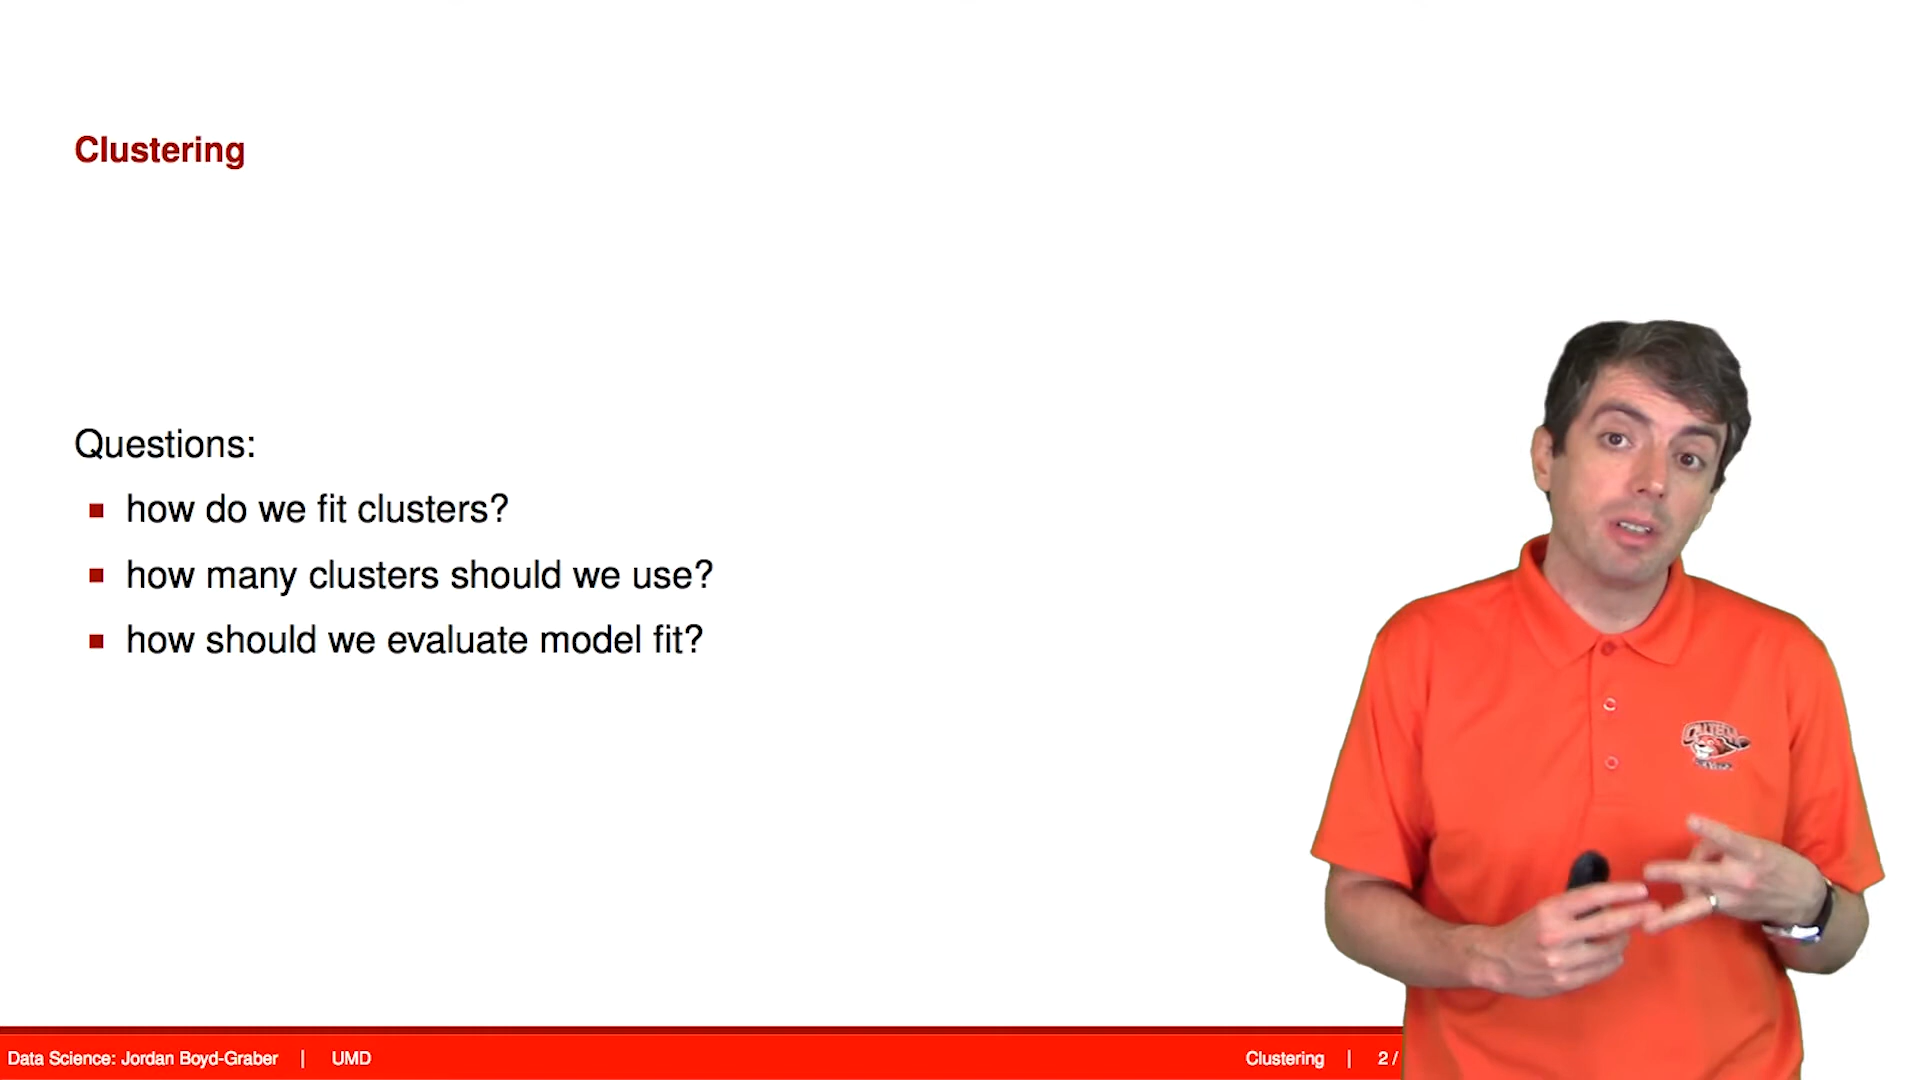 Clustering
Questions:
how do we fit clusters?
how many clusters should we use?
how should we evaluate model fit?
Data Science: Jordan Boyd-Graber | UMD
Clustering | 2 /